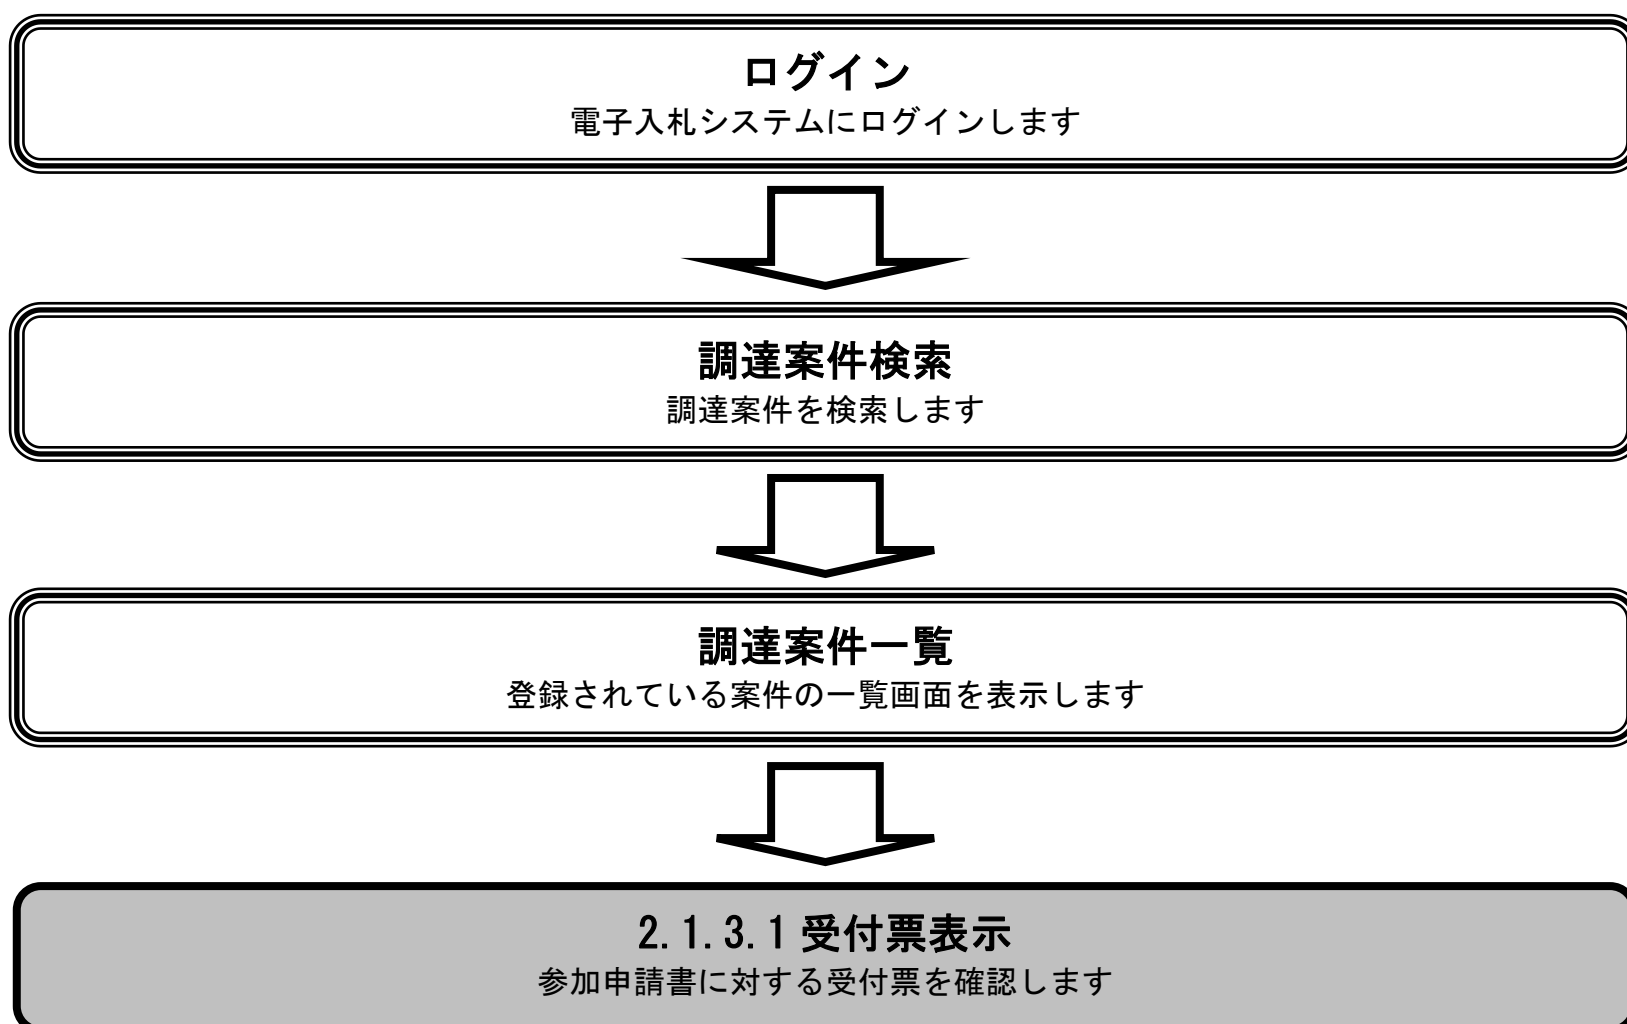 ログイン
電子入札システムにログインします
調達案件検索
調達案件を検索します
調達案件一覧
登録されている案件の一覧画面を表示します
2.1.3.1 受付票表示
参加申請書に対する受付票を確認します